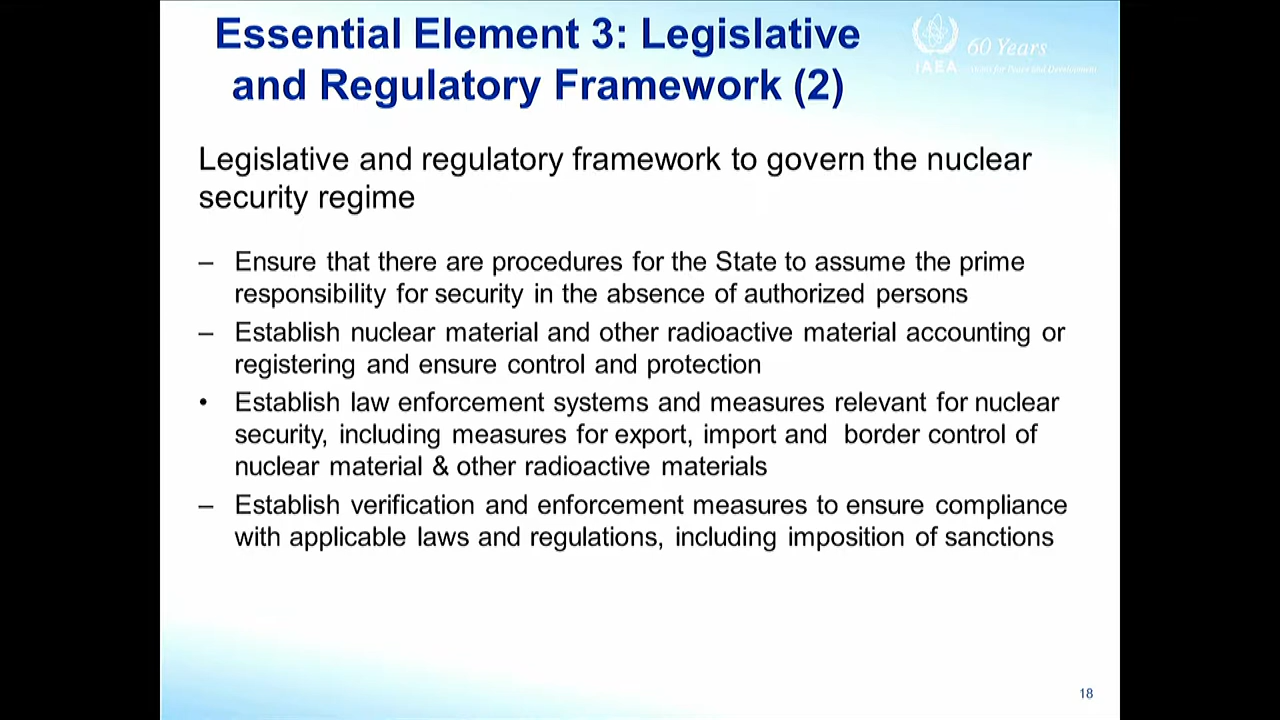 Essential Element 3: Legislative
and Regulatory Framework (2)
60 Years
IAEA Atoms for Peace and Development
Legislative and regulatory framework to govern the nuclear
security regime
– Ensure that there are procedures for the State to assume the prime
responsibility for security in the absence of authorized persons
– Establish nuclear material and other radioactive material accounting or
registering and ensure control and protection
• Establish law enforcement systems and measures relevant for nuclear
security, including measures for export, import and border control of
nuclear material & other radioactive materials
– Establish verification and enforcement measures to ensure compliance
with applicable laws and regulations, including imposition of sanctions
18